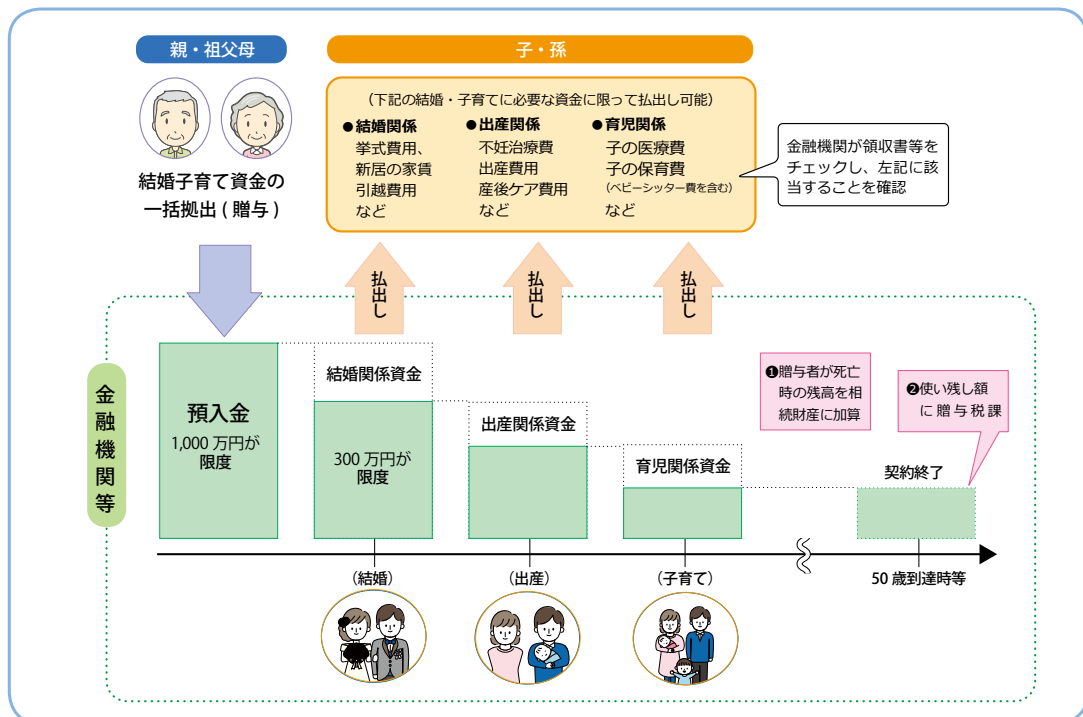 親・祖父母
子・孫
結婚子育て資金の
一括拠出(贈与)
(下記の結婚・子育てに必要な資金に限って払出し可能)
●結婚関係
挙式費用、
新居の家賃
引越費用
など
●出産関係
不妊治療費
出産費用
産後ケア費用
など
●育児関係
子の医療費
子の保育費
(ベビーシッター費を含む)
など
金融機関が領収書等を
チェックし、左記に該
当することを確認
払出し
払出し
払出し
金融機関等
預入金
1,000万円が
限度
結婚関係資金
300万円が
限度
出産関係資金
育児関係資金
❶贈与者が死亡
時の残高を相
続財産に加算
❷使い残し額
に贈与税課
契約終了
(結婚)
(出産)
(子育て)
50歳到達時等